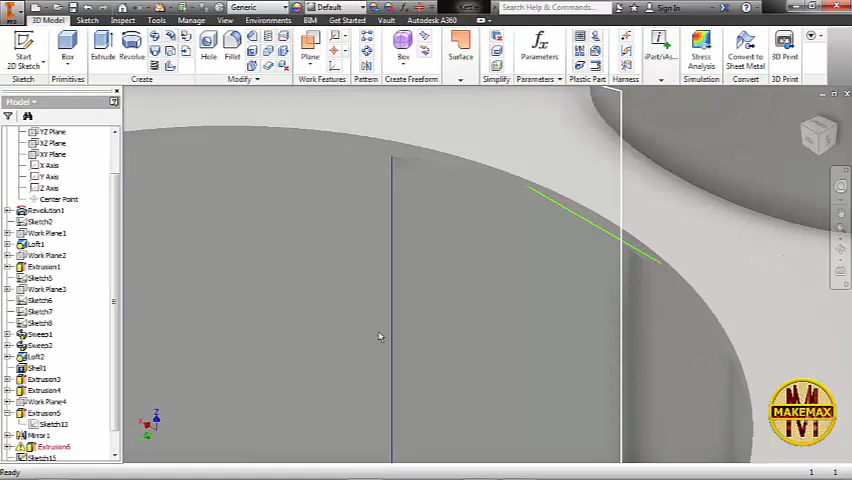 PRO
Generic
Default
Kettle
Search Help & Commands...
Sign In
3D Model
Sketch
Inspect
Tools
Manage
View
Environments
BIM
Get Started
Vault
Autodesk A360
Start
2D Sketch
Box
Extrude
Revolve
Hole
Fillet
Plane
Box
Surface
Parameters
iPart/iAs...
Stress
Analysis
Convert to
Sheet Metal
3D Print
Sketch
Primitives
Create
Modify
Work Features
Pattern
Create Freeform
Simplify
Parameters
Plastic Part
Harness
Simulation
Convert
3D Print
Model
YZ Plane
XZ Plane
XY Plane
X Axis
Y Axis
Z Axis
Center Point
Revolution1
Sketch2
Work Plane1
Loft1
Work Plane2
Extrusion1
Sketch5
Work Plane3
Sketch6
Sketch7
Sketch8
Sweep1
Sweep2
Loft2
Shell1
Extrusion3
Extrusion4
Work Plane4
Extrusion5
Sketch13
Mirror1
Extrusion6
Sketch15
Z
X
Y
MAKEMAX
Ready
1
1